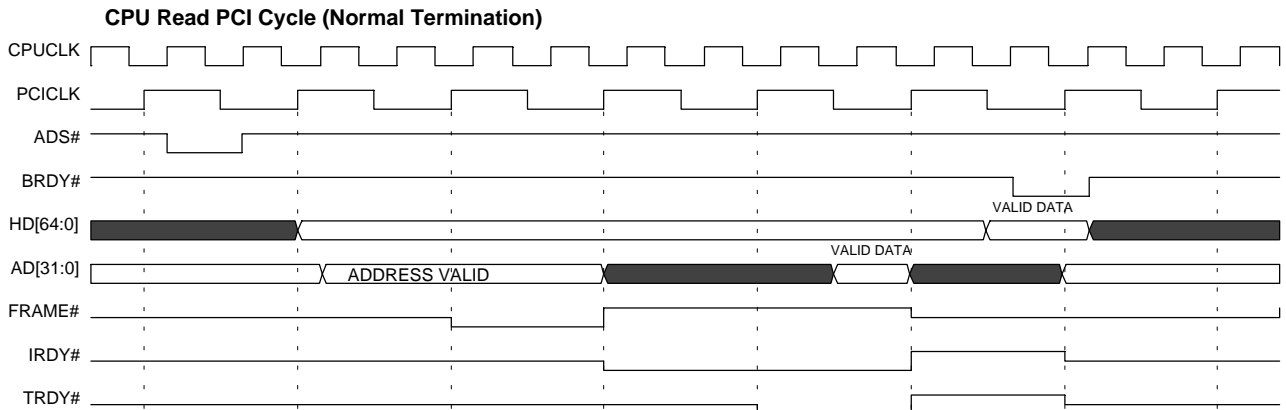 CPU Read PCI Cycle (Normal Termination)
CPUCLK
PCICLK
ADS#
BRDY#
VALID DATA
HD[64:0]
VALID DATA
AD[31:0]
ADDRESS VALID
FRAME#
IRDY#
TRDY#